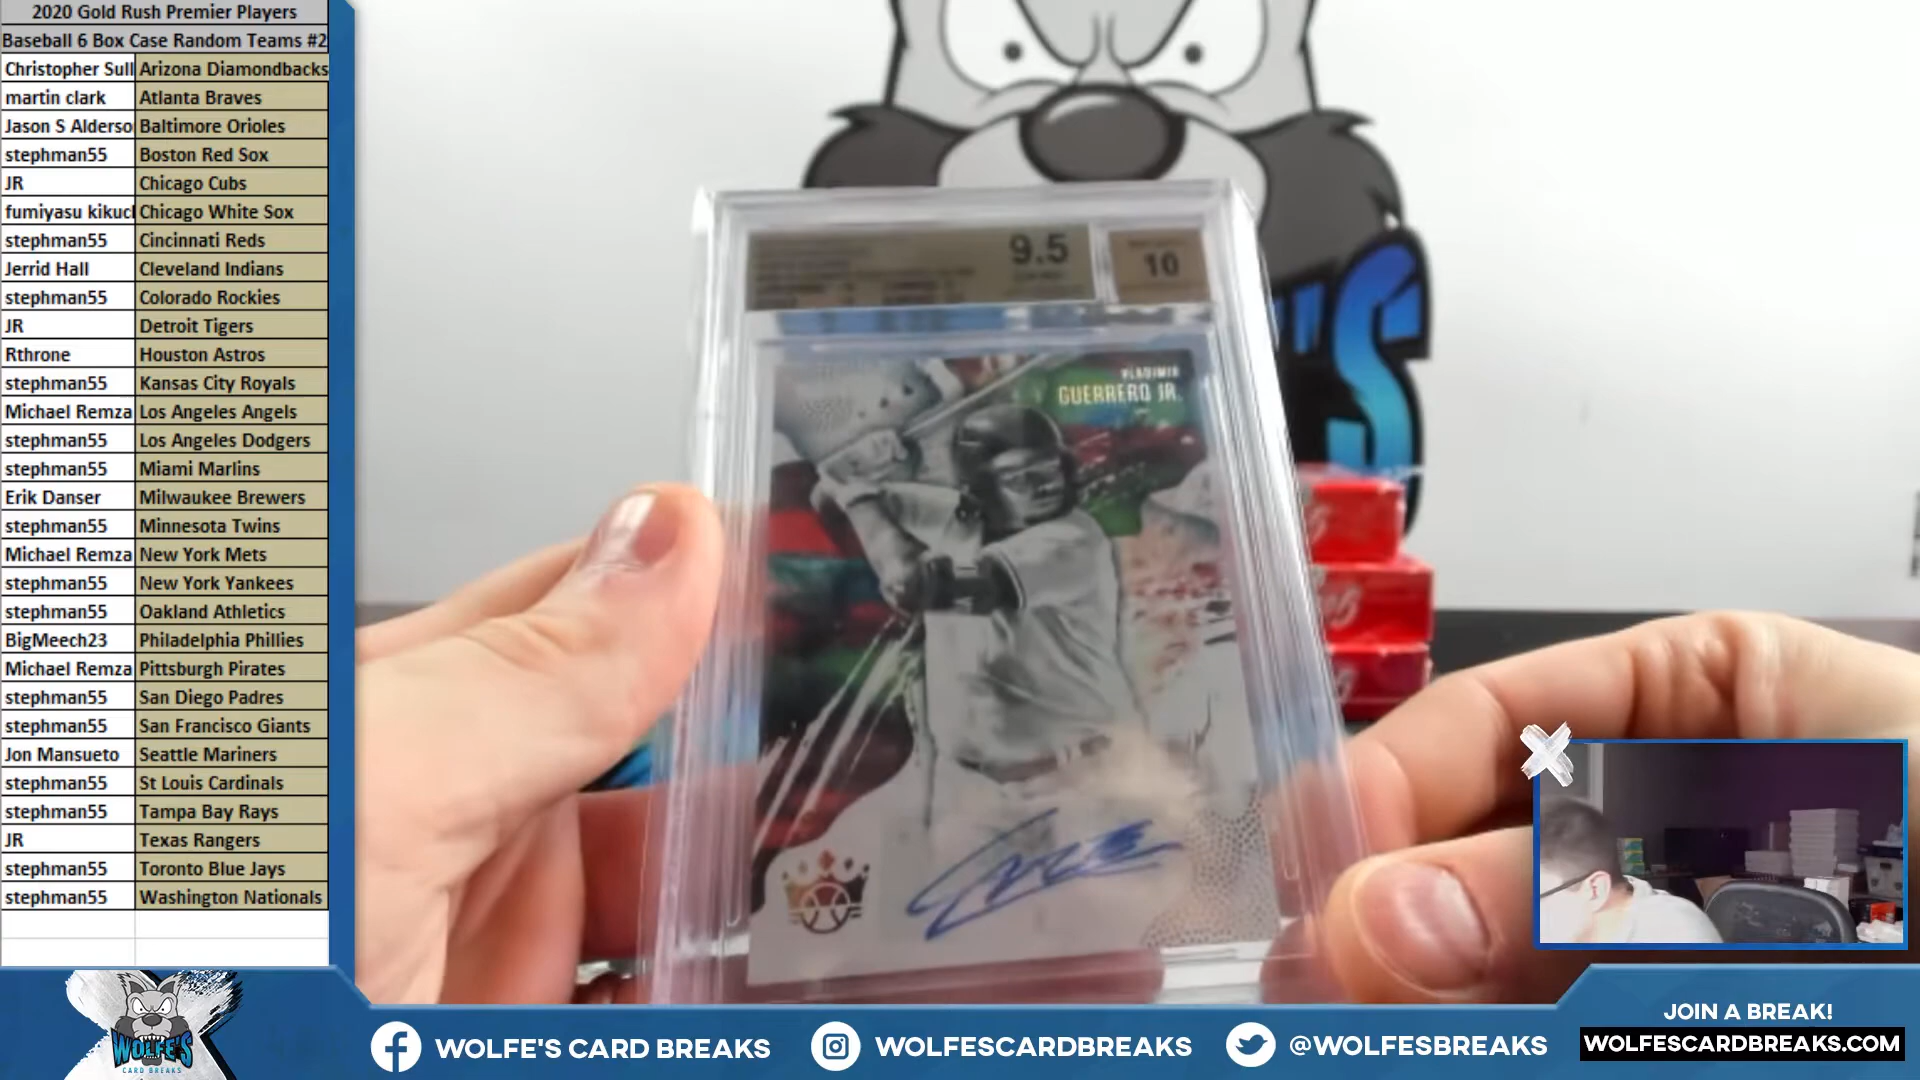 2020 Gold Rush Premier Players
Baseball 6 Box Case Random Teams #2
Christopher Sull Arizona Diamondbacks
martin clark Atlanta Braves
Jason S Alderso Baltimore Orioles
stephman55 Boston Red Sox
JR Chicago Cubs
fumiyasu kikucl Chicago White Sox
stephman55 Cincinnati Reds
Jerrid Hall Cleveland Indians
stephman55 Colorado Rockies
JR Detroit Tigers
Rthrone Houston Astros
stephman55 Kansas City Royals
Michael Remza Los Angeles Angels
stephman55 Los Angeles Dodgers
stephman55 Miami Marlins
Erik Danser Milwaukee Brewers
stephman55 Minnesota Twins
Michael Remza New York Mets
stephman55 New York Yankees
stephman55 Oakland Athletics
BigMeech23 Philadelphia Phillies
Michael Remza Pittsburgh Pirates
stephman55 San Diego Padres
stephman55 San Francisco Giants
Jon Mansueto Seattle Mariners
stephman55 St Louis Cardinals
stephman55 Tampa Bay Rays
JR Texas Rangers
stephman55 Toronto Blue Jays
stephman55 Washington Nationals
9.5
10
VLADIMIR
GUERRERO JR.
'S
WOLFE'S
CARD BREAKS
WOLFE'S CARD BREAKS
WOLFESCARDBREAKS
@WOLFESBREAKS
JOIN A BREAK!
WOLFESCARDBREAKS.COM